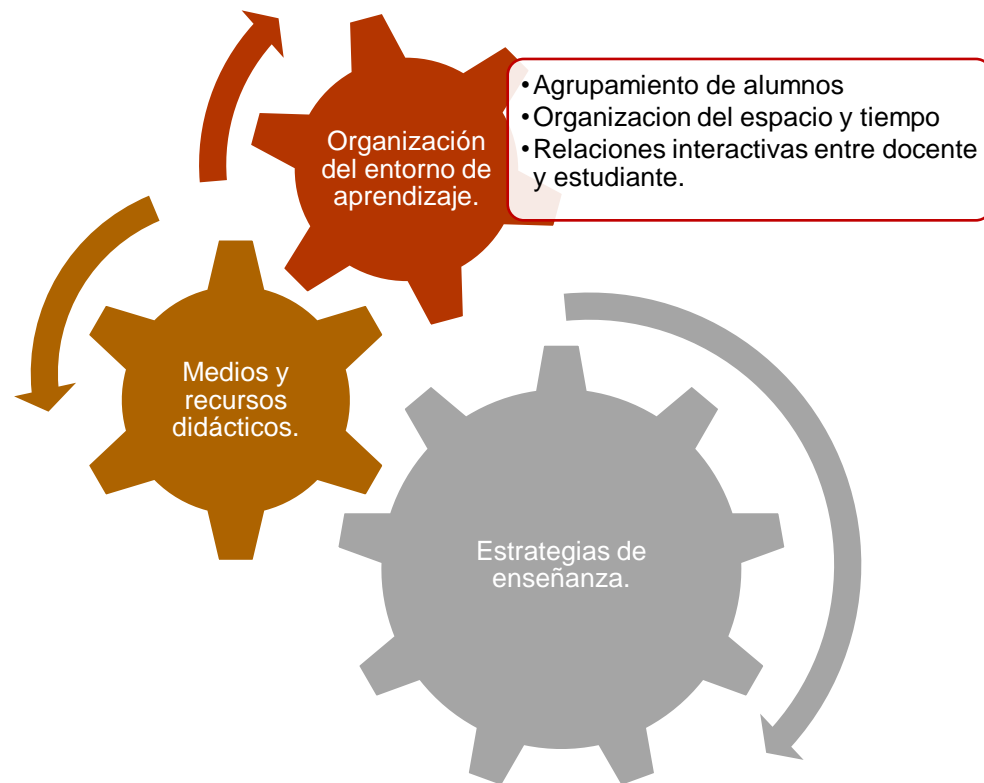 Organización
del entorno de
aprendizaje.
•Agrupamiento de alumnos
•Organizacion del espacio y tiempo
•Relaciones interactivas entre docente
y estudiante.
Medios y
recursos
didácticos.
Estrategias de
enseñanza.